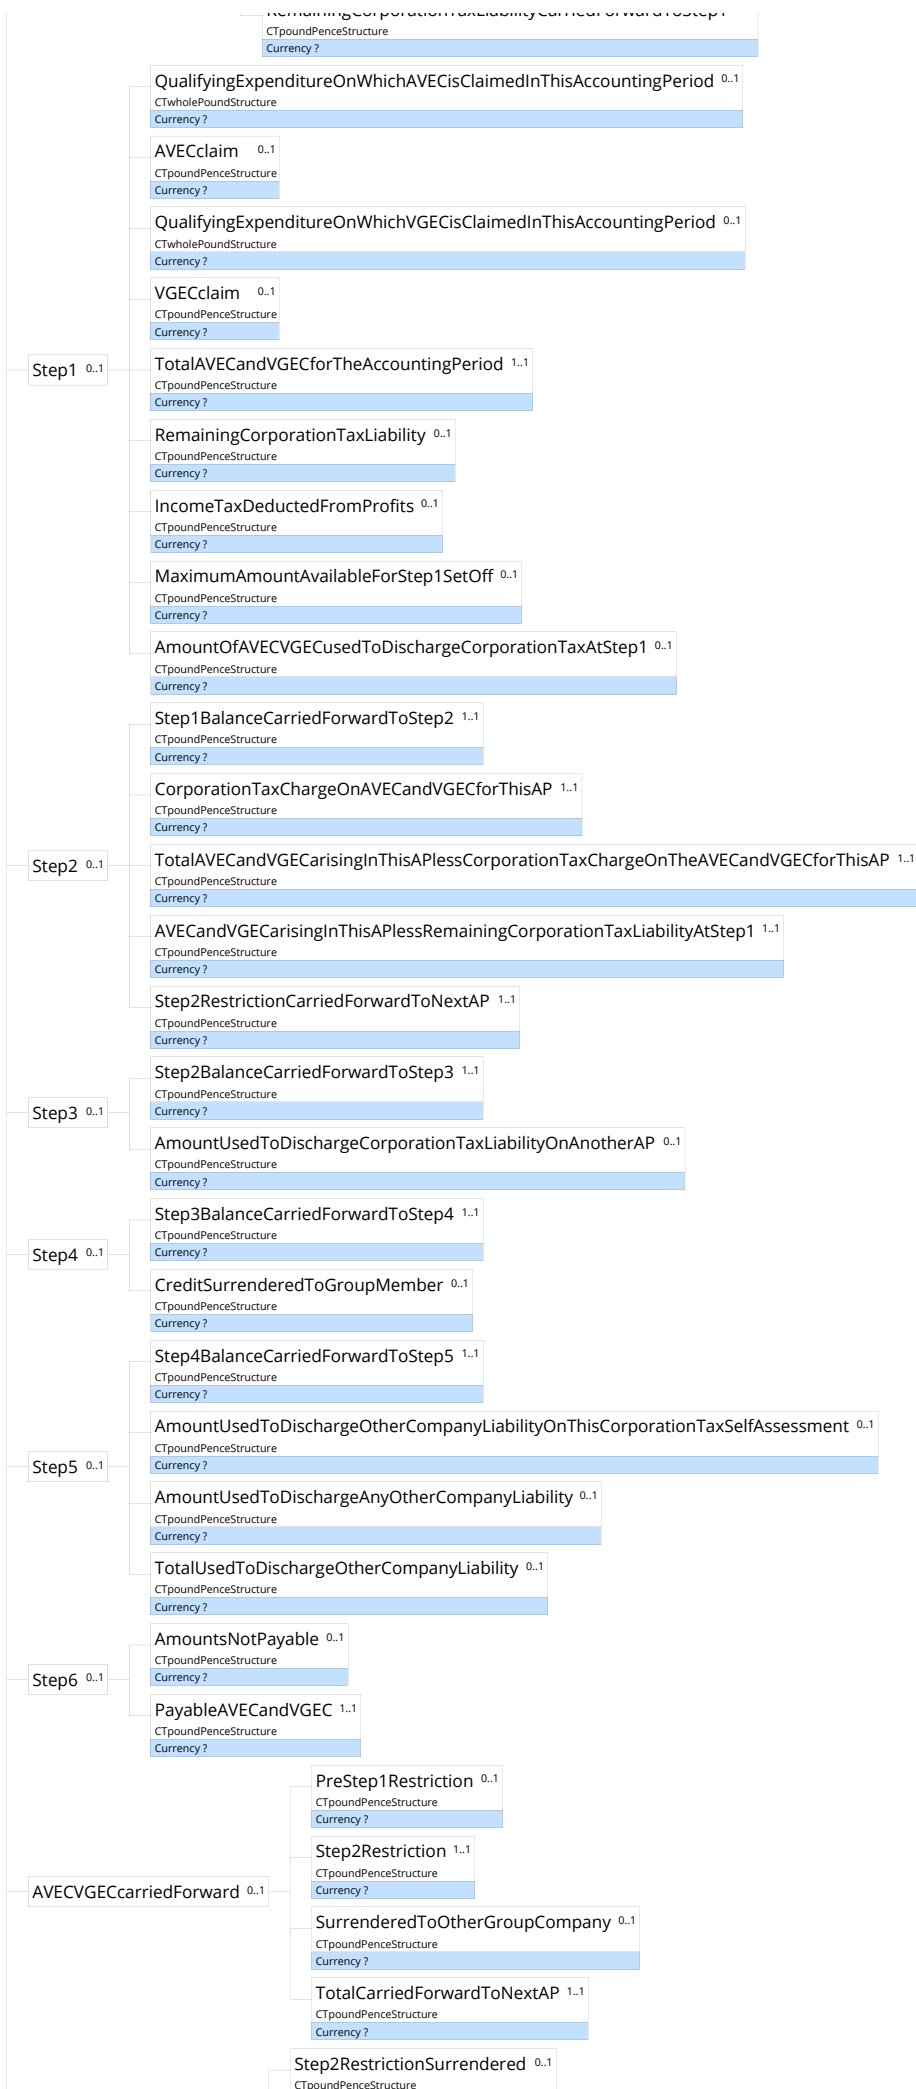 CTpoundPenceStructure
Currency ?
QualifyingExpenditureOnWhichAVECisClaimedInThisAccountingPeriod 0..1
CTwholePoundStructure
Currency ?
AVECclaim 0..1
CTpoundPenceStructure
Currency ?
QualifyingExpenditureOnWhichVGECisClaimedInThisAccountingPeriod 0..1
CTwholePoundStructure
Currency ?
VGECclaim 0..1
CTpoundPenceStructure
Currency ?
Step1 0..1
TotalAVECandVGECforTheAccountingPeriod 1..1
CTpoundPenceStructure
Currency ?
RemainingCorporationTaxLiability 0..1
CTpoundPenceStructure
Currency ?
IncomeTaxDeductedFromProfits 0..1
CTpoundPenceStructure
Currency ?
MaximumAmountAvailableForStep1SetOff 0..1
CTpoundPenceStructure
Currency ?
AmountOfAVECVGECusedToDischargeCorporationTaxAtStep1 0..1
CTpoundPenceStructure
Currency ?
Step1BalanceCarriedForwardToStep2 1..1
CTpoundPenceStructure
Currency ?
CorporationTaxChargeOnAVECandVGECforThisAP 1..1
CTpoundPenceStructure
Currency ?
Step2 0..1
TotalAVECandVGECarisingInThisAPlessCorporationTaxChargeOnTheAVECandVGECforThisAP 1..1
CTpoundPenceStructure
Currency ?
AVECandVGECarisingInThisAPlessRemainingCorporationTaxLiabilityAtStep1 1..1
CTpoundPenceStructure
Currency ?
Step2RestrictionCarriedForwardToNextAP 1..1
CTpoundPenceStructure
Currency ?
Step2BalanceCarriedForwardToStep3 1..1
CTpoundPenceStructure
Currency ?
Step3 0..1
AmountUsedToDischargeCorporationTaxLiabilityOnAnotherAP 0..1
CTpoundPenceStructure
Currency ?
Step3BalanceCarriedForwardToStep4 1..1
CTpoundPenceStructure
Currency ?
Step4 0..1
CreditSurrenderedToGroupMember 0..1
CTpoundPenceStructure
Currency ?
Step4BalanceCarriedForwardToStep5 1..1
CTpoundPenceStructure
Currency ?
AmountUsedToDischargeOtherCompanyLiabilityOnThisCorporationTaxSelfAssessment 0..1
CTpoundPenceStructure
Currency ?
Step5 0..1
AmountUsedToDischargeAnyOtherCompanyLiability 0..1
CTpoundPenceStructure
Currency ?
TotalUsedToDischargeOtherCompanyLiability 0..1
CTpoundPenceStructure
Currency ?
AmountsNotPayable 0..1
CTpoundPenceStructure
Currency ?
Step6 0..1
PayableAVECandVGEC 1..1
CTpoundPenceStructure
Currency ?
PreStep1Restriction 0..1
CTpoundPenceStructure
Currency ?
Step2Restriction 1..1
CTpoundPenceStructure
Currency ?
AVECVGECcarriedForward 0..1
SurrenderedToOtherGroupCompany 0..1
CTpoundPenceStructure
Currency ?
TotalCarriedForwardToNextAP 1..1
CTpoundPenceStructure
Currency ?
Step2RestrictionSurrendered 0..1
CTpoundPenceStructure